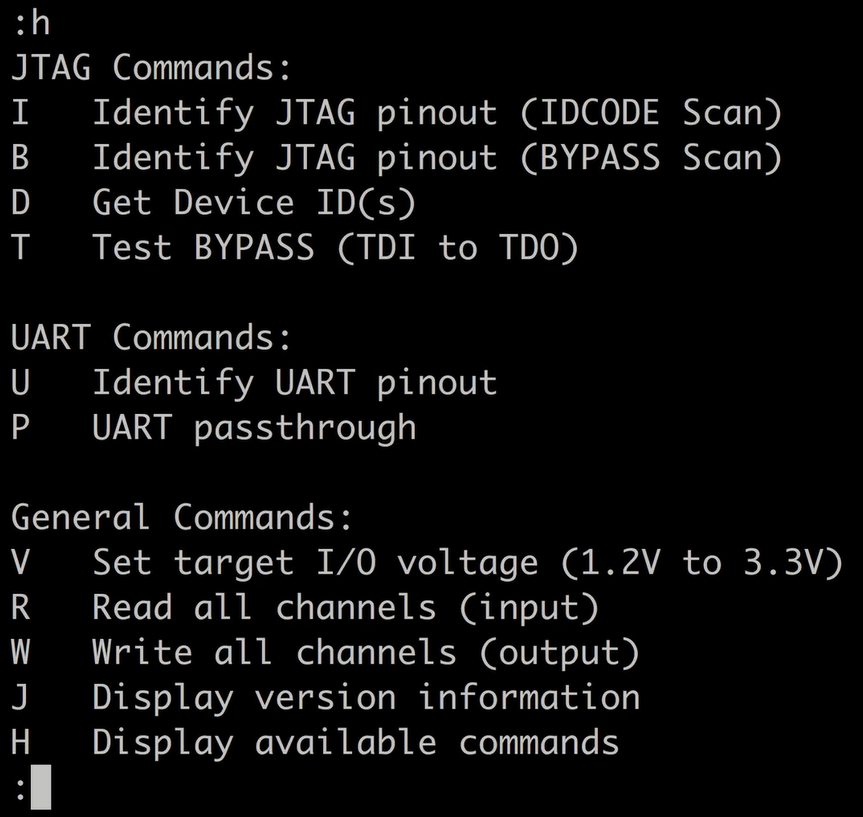 :h
JTAG Commands:
I   Identify JTAG pinout (IDCODE Scan)
B   Identify JTAG pinout (BYPASS Scan)
D   Get Device ID(s)
T   Test BYPASS (TDI to TDO)

UART Commands:
U   Identify UART pinout
P   UART passthrough

General Commands:
V   Set target I/O voltage (1.2V to 3.3V)
R   Read all channels (input)
W   Write all channels (output)
J   Display version information
H   Display available commands
: